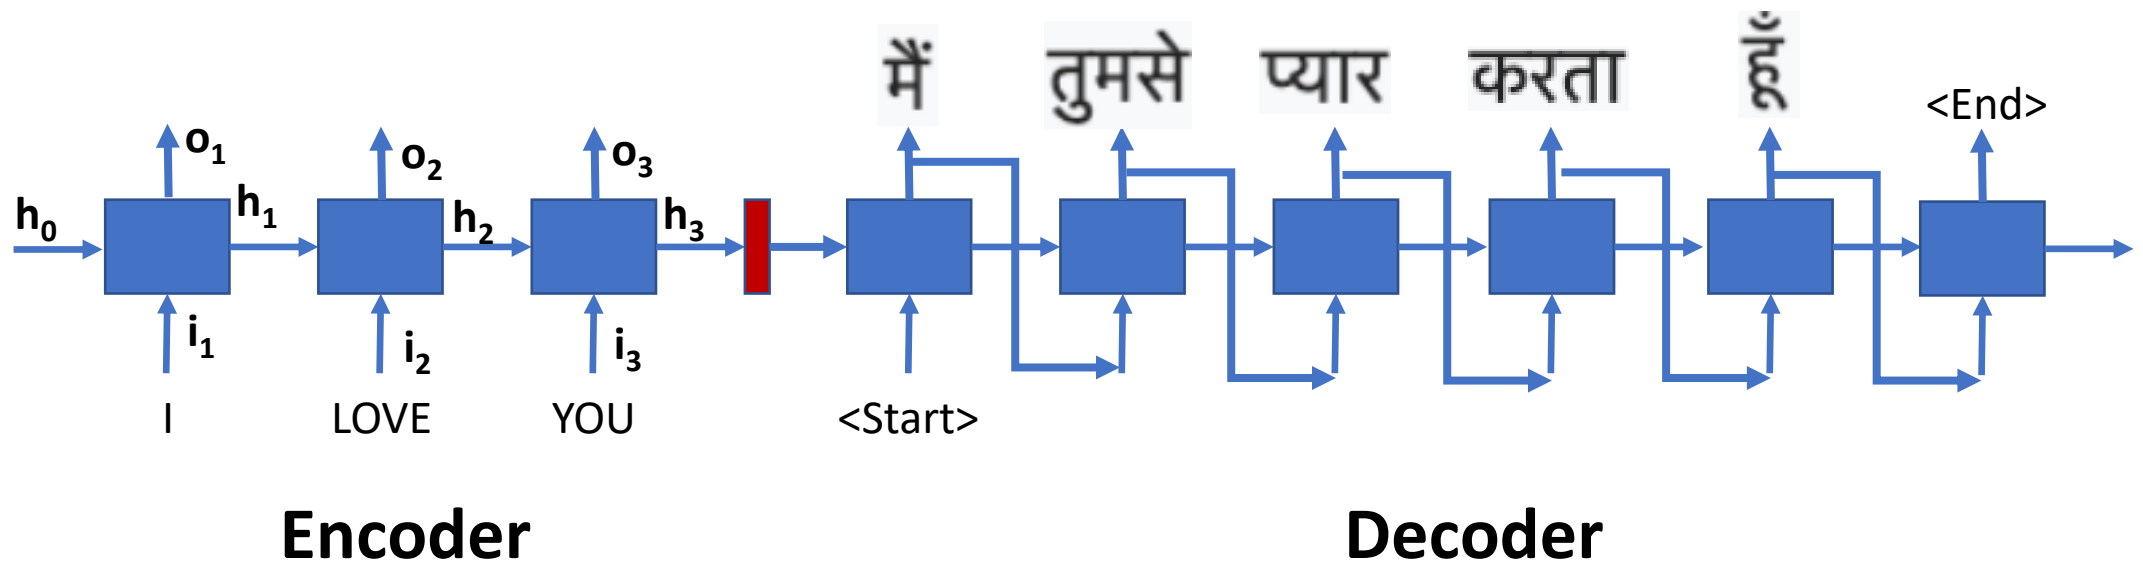 मैं तुमसे प्यार करता हूँ <End>
o₁ o₂ o₃
h₀ h₁ h₂ h₃
i₁ i₂ i₃
I LOVE YOU <Start>
Encoder Decoder